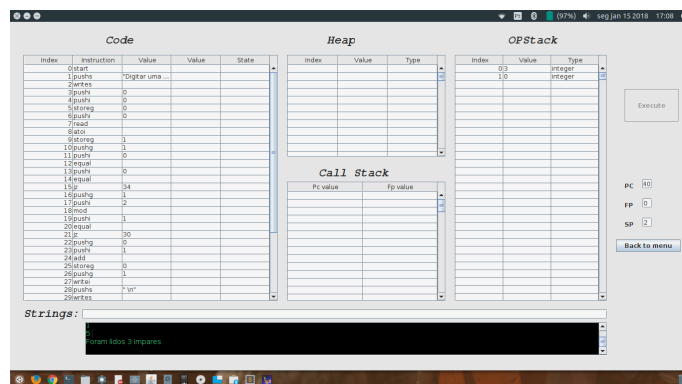 (97%) seg jan 15 2018 17:08
Code
Heap
OPStack
Index Instruction Value Value State
Index Value Type
Index Value Type
0 start
1 pushs "Digitar uma ...
2 writes
3 pushi 0
4 pushi 0
5 storeg 0
6 pushi 0
7 read
8 atoi
9 storeg 1
10 pushg 1
11 pushi 0
12 equal
13 pushi 0
14 equal
15 jz 34
16 pushg 1
17 pushi 2
18 mod
19 pushi 1
20 equal
21 jz 30
22 pushg 0
23 pushi 1
24 add
25 storeg 0
26 pushg 1
27 writei
28 pushs " \n"
29 writes
0 3 integer
1 0 integer
Call Stack
Pc value Fp value
Execute
PC 40
FP 0
SP 2
Back to menu
Strings:
1
5
Foram lidos 3 impares